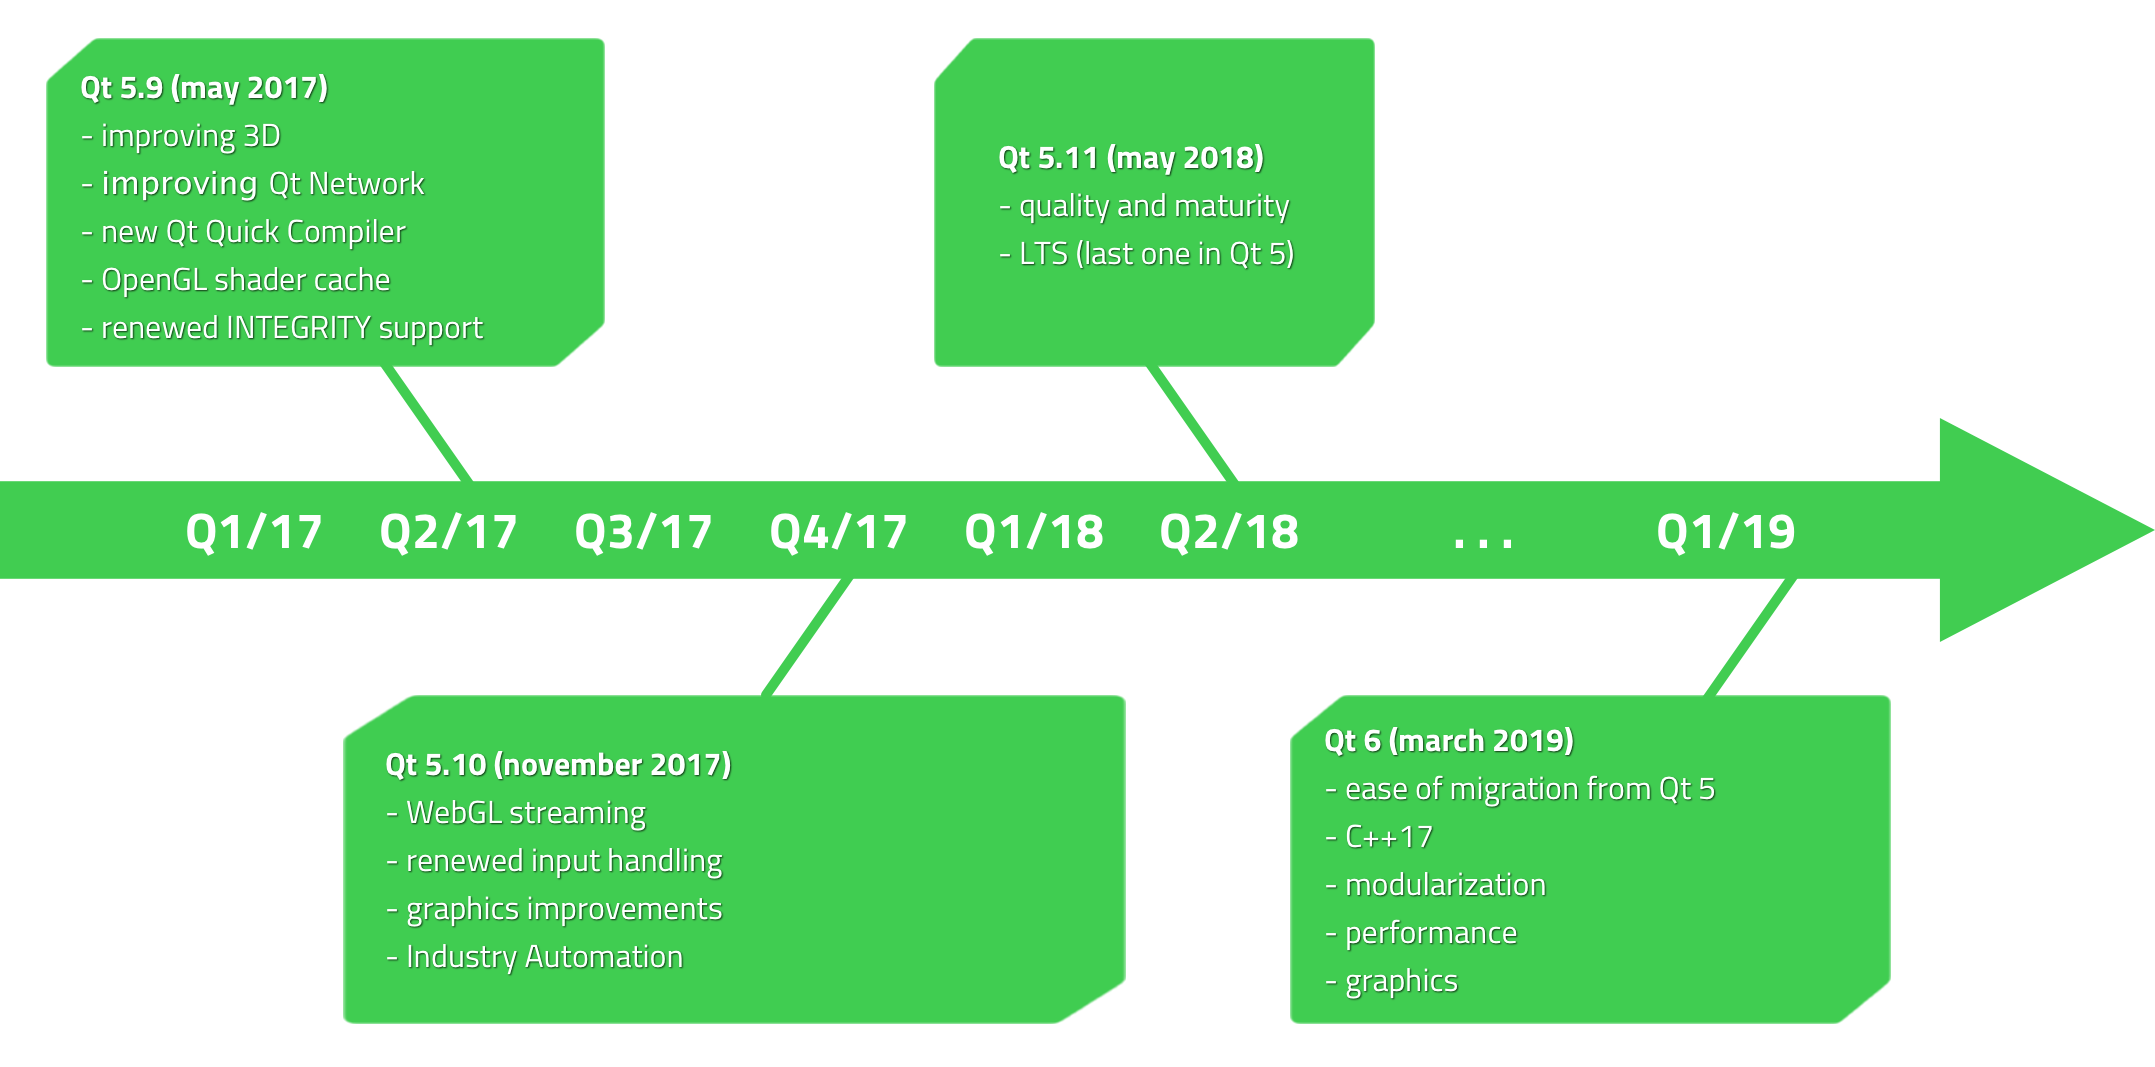 Qt 5.9 (may 2017)
- improving 3D
- improving Qt Network
- new Qt Quick Compiler
- OpenGL shader cache
- renewed INTEGRITY support
Qt 5.11 (may 2018)
- quality and maturity
- LTS (last one in Qt 5)
Q1/17 Q2/17 Q3/17 Q4/17 Q1/18 Q2/18 ... Q1/19
Qt 5.10 (november 2017)
- WebGL streaming
- renewed input handling
- graphics improvements
- Industry Automation
Qt 6 (march 2019)
- ease of migration from Qt 5
- C++17
- modularization
- performance
- graphics